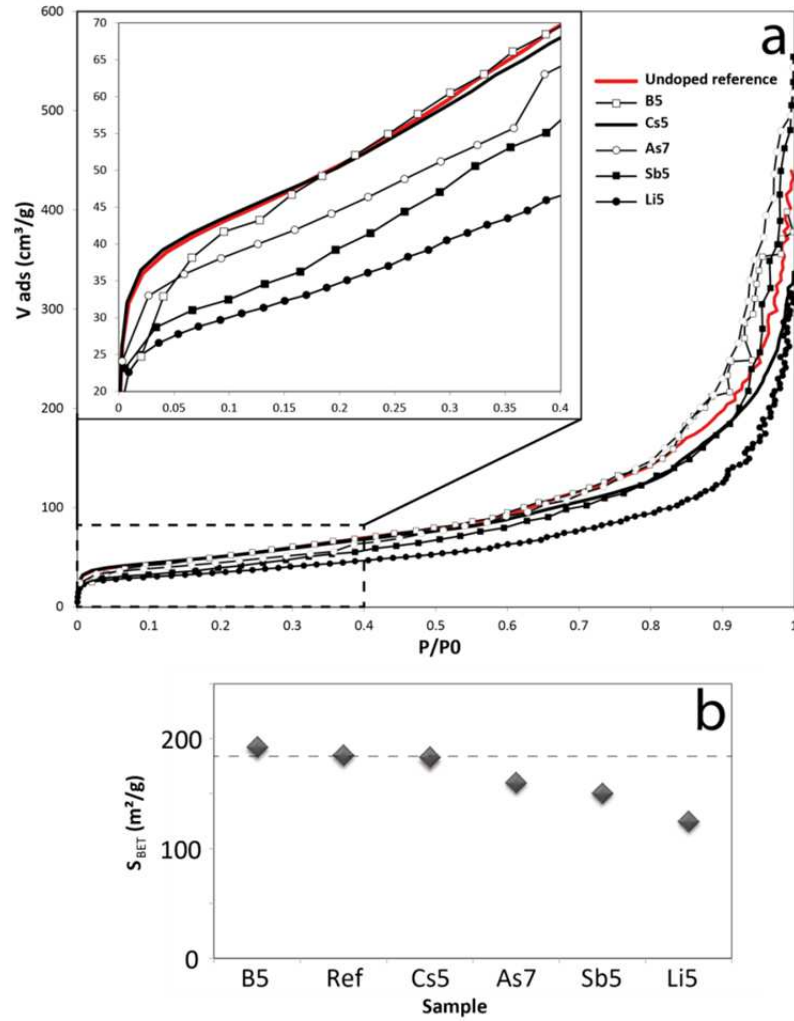 a
600
500
400
300
200
100
0
V ads (cm³/g)
70
65
60
55
50
45
40
35
30
25
20
0 0.05 0.1 0.15 0.2 0.25 0.3 0.35 0.4
Undoped reference
B5
Cs5
As7
Sb5
Li5
0 0.1 0.2 0.3 0.4 0.5 0.6 0.7 0.8 0.9 1
P/P0
b
200
100
0
S BET (m²/g)
B5 Ref Cs5 As7 Sb5 Li5
Sample